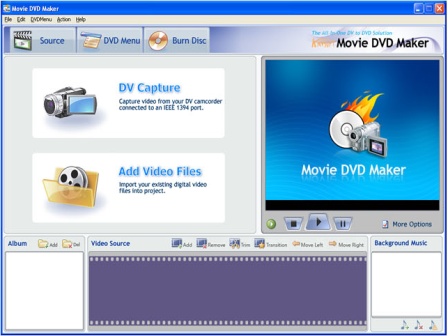 Movie DVD Maker
File Edit DVDMenu Action Help
Source DVD Menu Burn Disc
The All in One DV to DVD Solution
Movie DVD Maker
DV Capture
Capture video from your DV camcorder
connected to an IEEE 1394 port.
Add Video Files
Import your existing digital video
files into project.
Movie DVD Maker
More Options
Album Add Del
Video Source Add Remove Trim Transition Move Left Move Right
Background Music